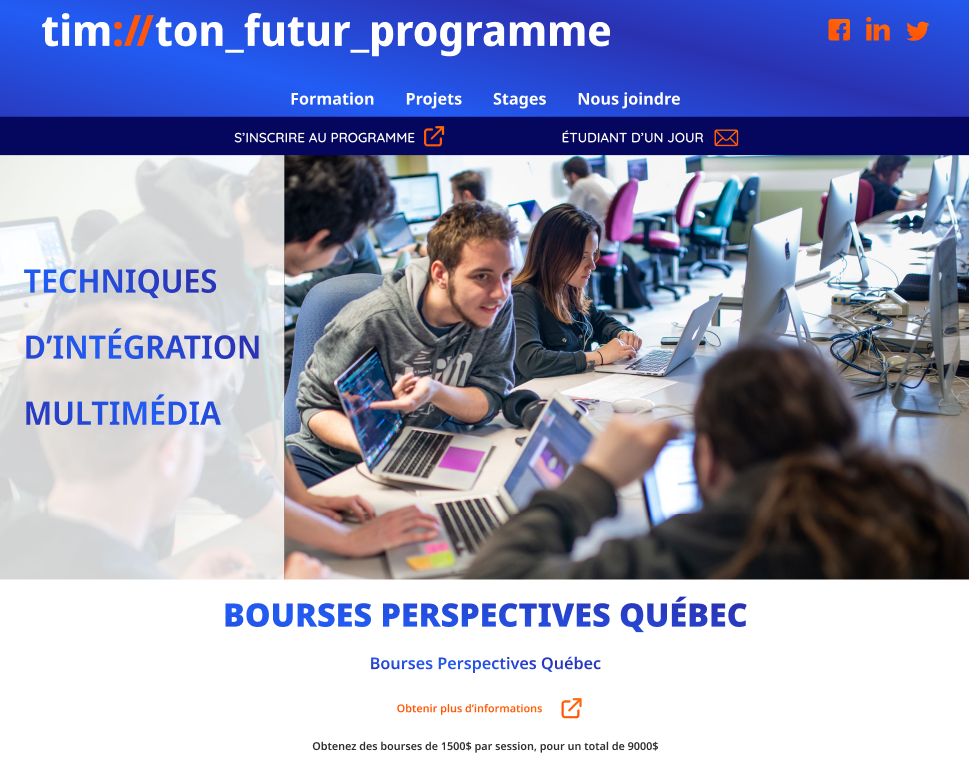 tim://ton_futur_programme
Formation Projets Stages Nous joindre
S'INSCRIRE AU PROGRAMME ÉTUDIANT D'UN JOUR
TECHNIQUES
D'INTÉGRATION
MULTIMÉDIA
BOURSES PERSPECTIVES QUÉBEC
Bourses Perspectives Québec
Obtenir plus d'informations
Obtenez des bourses de 1500$ par session, pour un total de 9000$